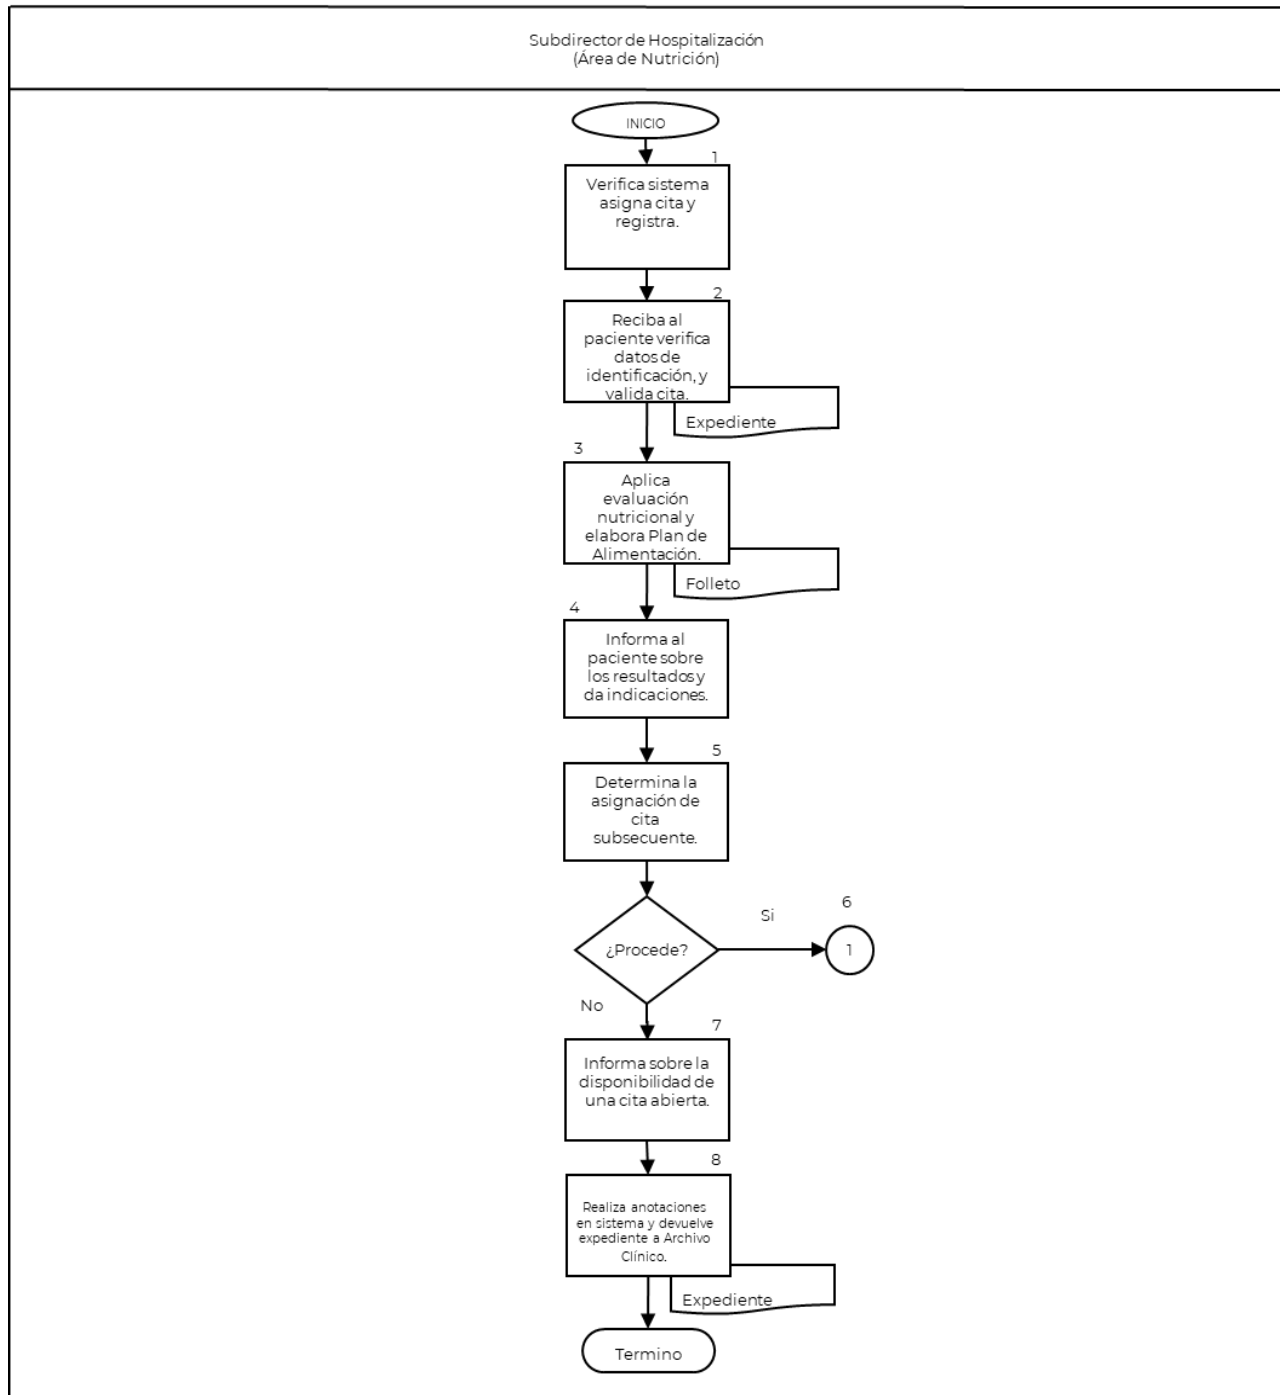 Subdirector de Hospitalización
(Área de Nutrición)
INICIO
1
Verifica sistema
asigna cita y
registra.
2
Reciba al
paciente verifica
datos de
identificación, y
valida cita.
Expediente
3
Aplica
evaluación
nutricional y
elabora Plan de
Alimentación.
Folleto
4
Informa al
paciente sobre
los resultados y
da indicaciones.
5
Determina la
asignación de
cita
subsecuente.
¿Procede?
Si
6
1
No
7
Informa sobre la
disponibilidad de
una cita abierta.
8
Realiza anotaciones
en sistema y devuelve
expediente a Archivo
Clínico.
Expediente
Termino